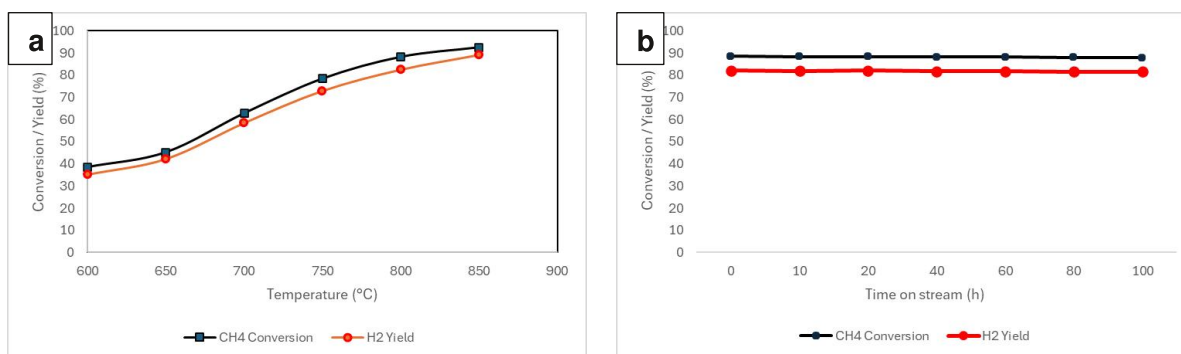 a
100
90
80
70
60
50
40
30
20
10
0
Conversion / Yield (%)
600 650 700 750 800 850 900
Temperature (°C)
CH4 Conversion H2 Yield
b
100
90
80
70
60
50
40
30
20
10
0
Conversion / Yield (%)
0 10 20 40 60 80 100
Time on stream (h)
CH4 Conversion H2 Yield